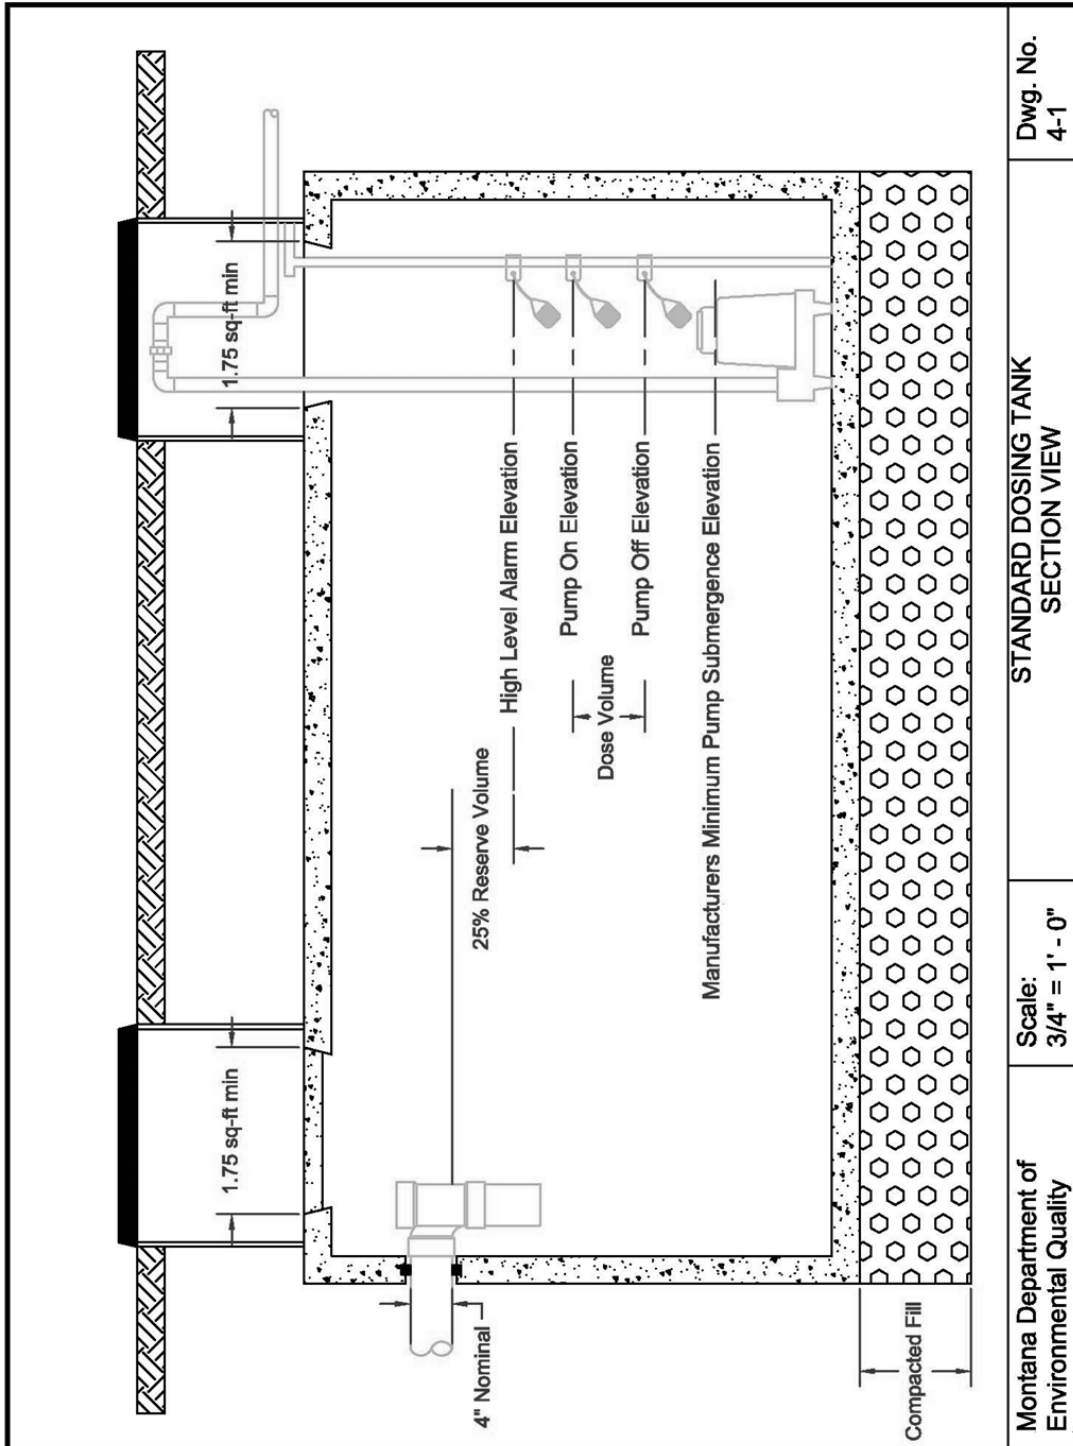 1.75 sq-ft min
1.75 sq-ft min
4" Nominal
25% Reserve Volume
High Level Alarm Elevation
Pump On Elevation
Dose Volume
Pump Off Elevation
Manufacturers Minimum Pump Submergence Elevation
Compacted Fill
Montana Department of
Environmental Quality
Scale:
3/4" = 1' - 0"
STANDARD DOSING TANK
SECTION VIEW
Dwg. No.
4-1